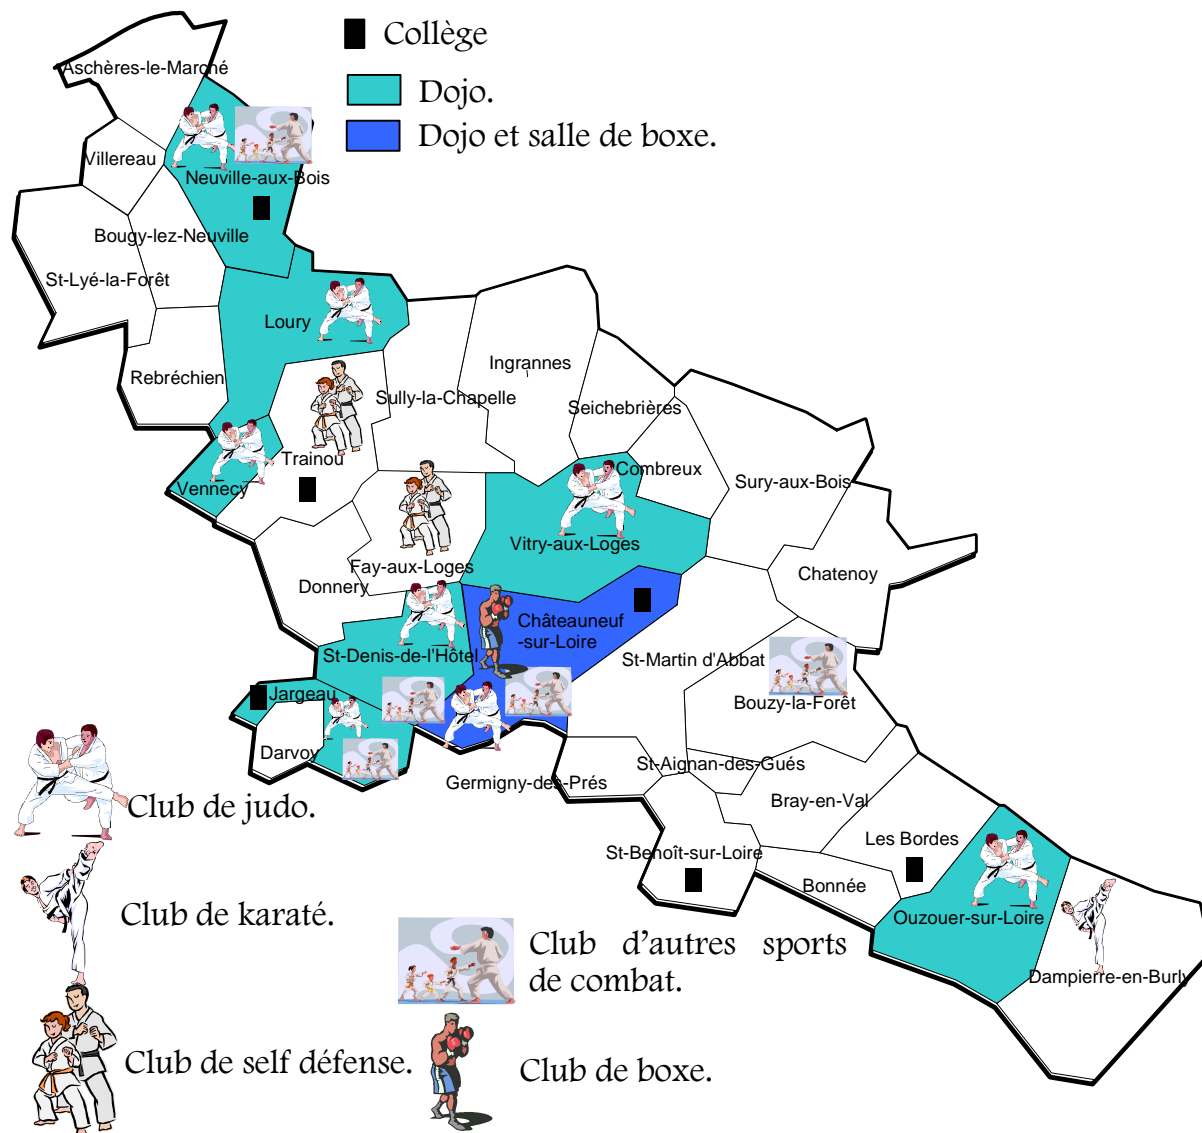 Collège
Dojo.
Dojo et salle de boxe.
Aschères-le-Marché
Villereau
Neuville-aux-Bois
Bougy-lez-Neuville
St-Lyé-la-Forêt
Loury
Rebréchien
Ingrannes
Sully-la-Chapelle
Seichebrières
Trainou
Vennecy
Combreux
Sury-aux-Bois
Vitry-aux-Loges
Fay-aux-Loges
Donnery
Chatenoy
Châteauneuf
-sur-Loire
St-Denis-de-l'Hôtel
St-Martin d'Abbat
Jargeau
Bouzy-la-Forêt
Darvoy
Germigny-des-Prés
St-Aignan-des-Gués
Bray-en-Val
Les Bordes
St-Benoît-sur-Loire
Bonnée
Ouzouer-sur-Loire
Dampierre-en-Burly
Club de judo.
Club de karaté.
Club d’autres sports
de combat.
Club de self défense.
Club de boxe.